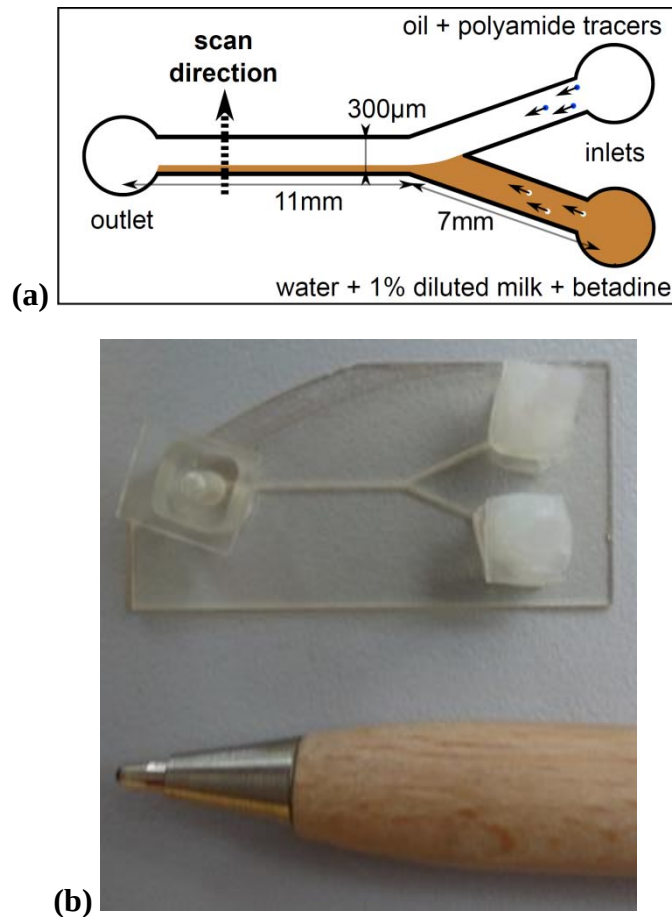 oil + polyamide tracers
scan
direction
300µm
inlets
11mm
7mm
outlet
water + 1% diluted milk + betadine
(a)
(b)